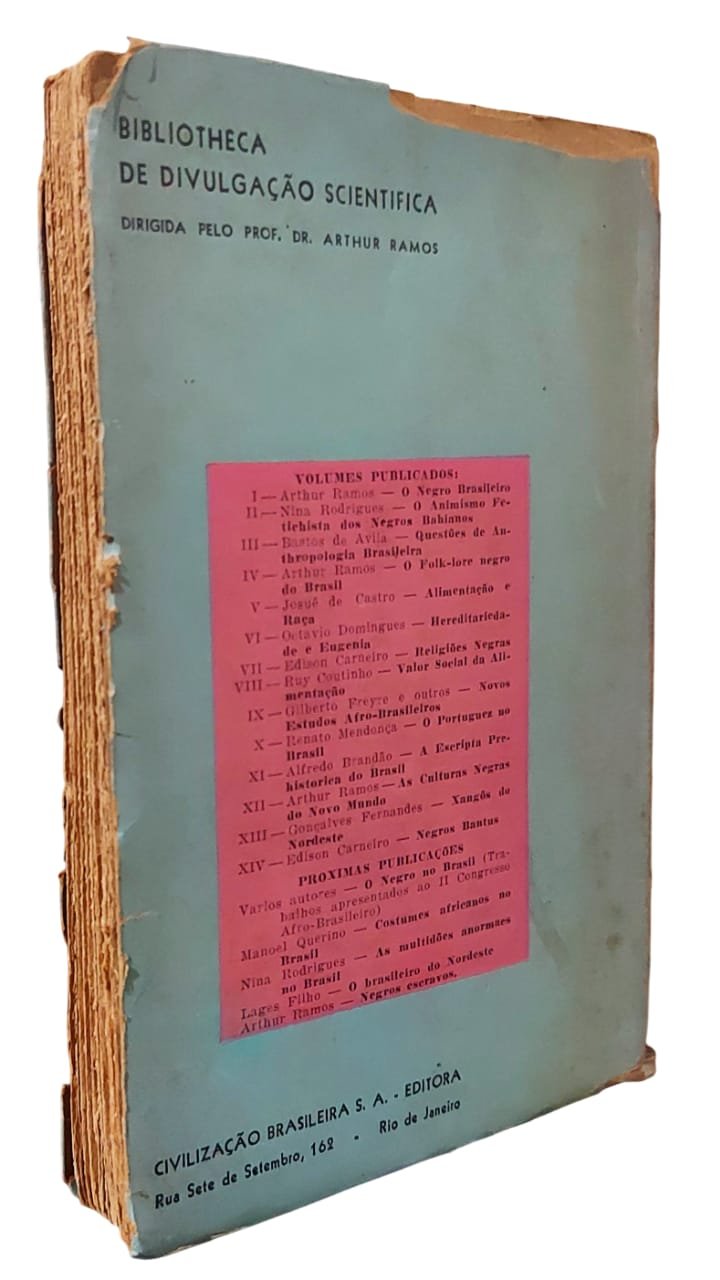 BIBLIOTHECA
DE DIVULGAÇÃO SCIENTIFICA
DIRIGIDA PELO PROF. DR. ARTHUR RAMOS
VOLUMES PUBLICADOS:
I — Arthur Ramos — O Negro Brasileiro
II — Nina Rodrigues — O Animismo Fe-
tichista dos Negros Bahianos
III — Bastos de Avila — Questões de An-
thropologia Brasileira
IV — Arthur Ramos — O Folk-lore negro
do Brasil
V — Josué de Castro — Alimentação e
Raça
VI — Octavio Domingues — Hereditarieda-
de e Eugenia
VII — Edison Carneiro — Religiões Negras
VIII — Ruy Coutinho — Valor Social da Ali-
mentação
IX — Gilberto Freyre e outros — Novos
Estudos Afro-Brasileiros
X — Renato Mendonça — O Portuguez no
Brasil
XI — Alfredo Brandão — A Escripta Pre-
historica do Brasil
XII — Arthur Ramos — As Culturas Negras
do Novo Mundo
XIII — Gonçalves Fernandes — Xangôs do
Nordeste
XIV — Edison Carneiro — Negros Bantus
PROXIMAS PUBLICAÇÕES
Varios autores — O Negro no Brasil (Tra-
balhos apresentados ao II Congresso
Afro-Brasileiro)
Manoel Querino — Costumes africanos no
Brasil
Nina Rodrigues — As multidões anormaes
no Brasil
Lages Filho — O brasileiro do Nordeste
Arthur Ramos — Negros escravos.
CIVILIZAÇÃO BRASILEIRA S. A. - EDITORA
Rua Sete de Setembro, 162 - Rio de Janeiro